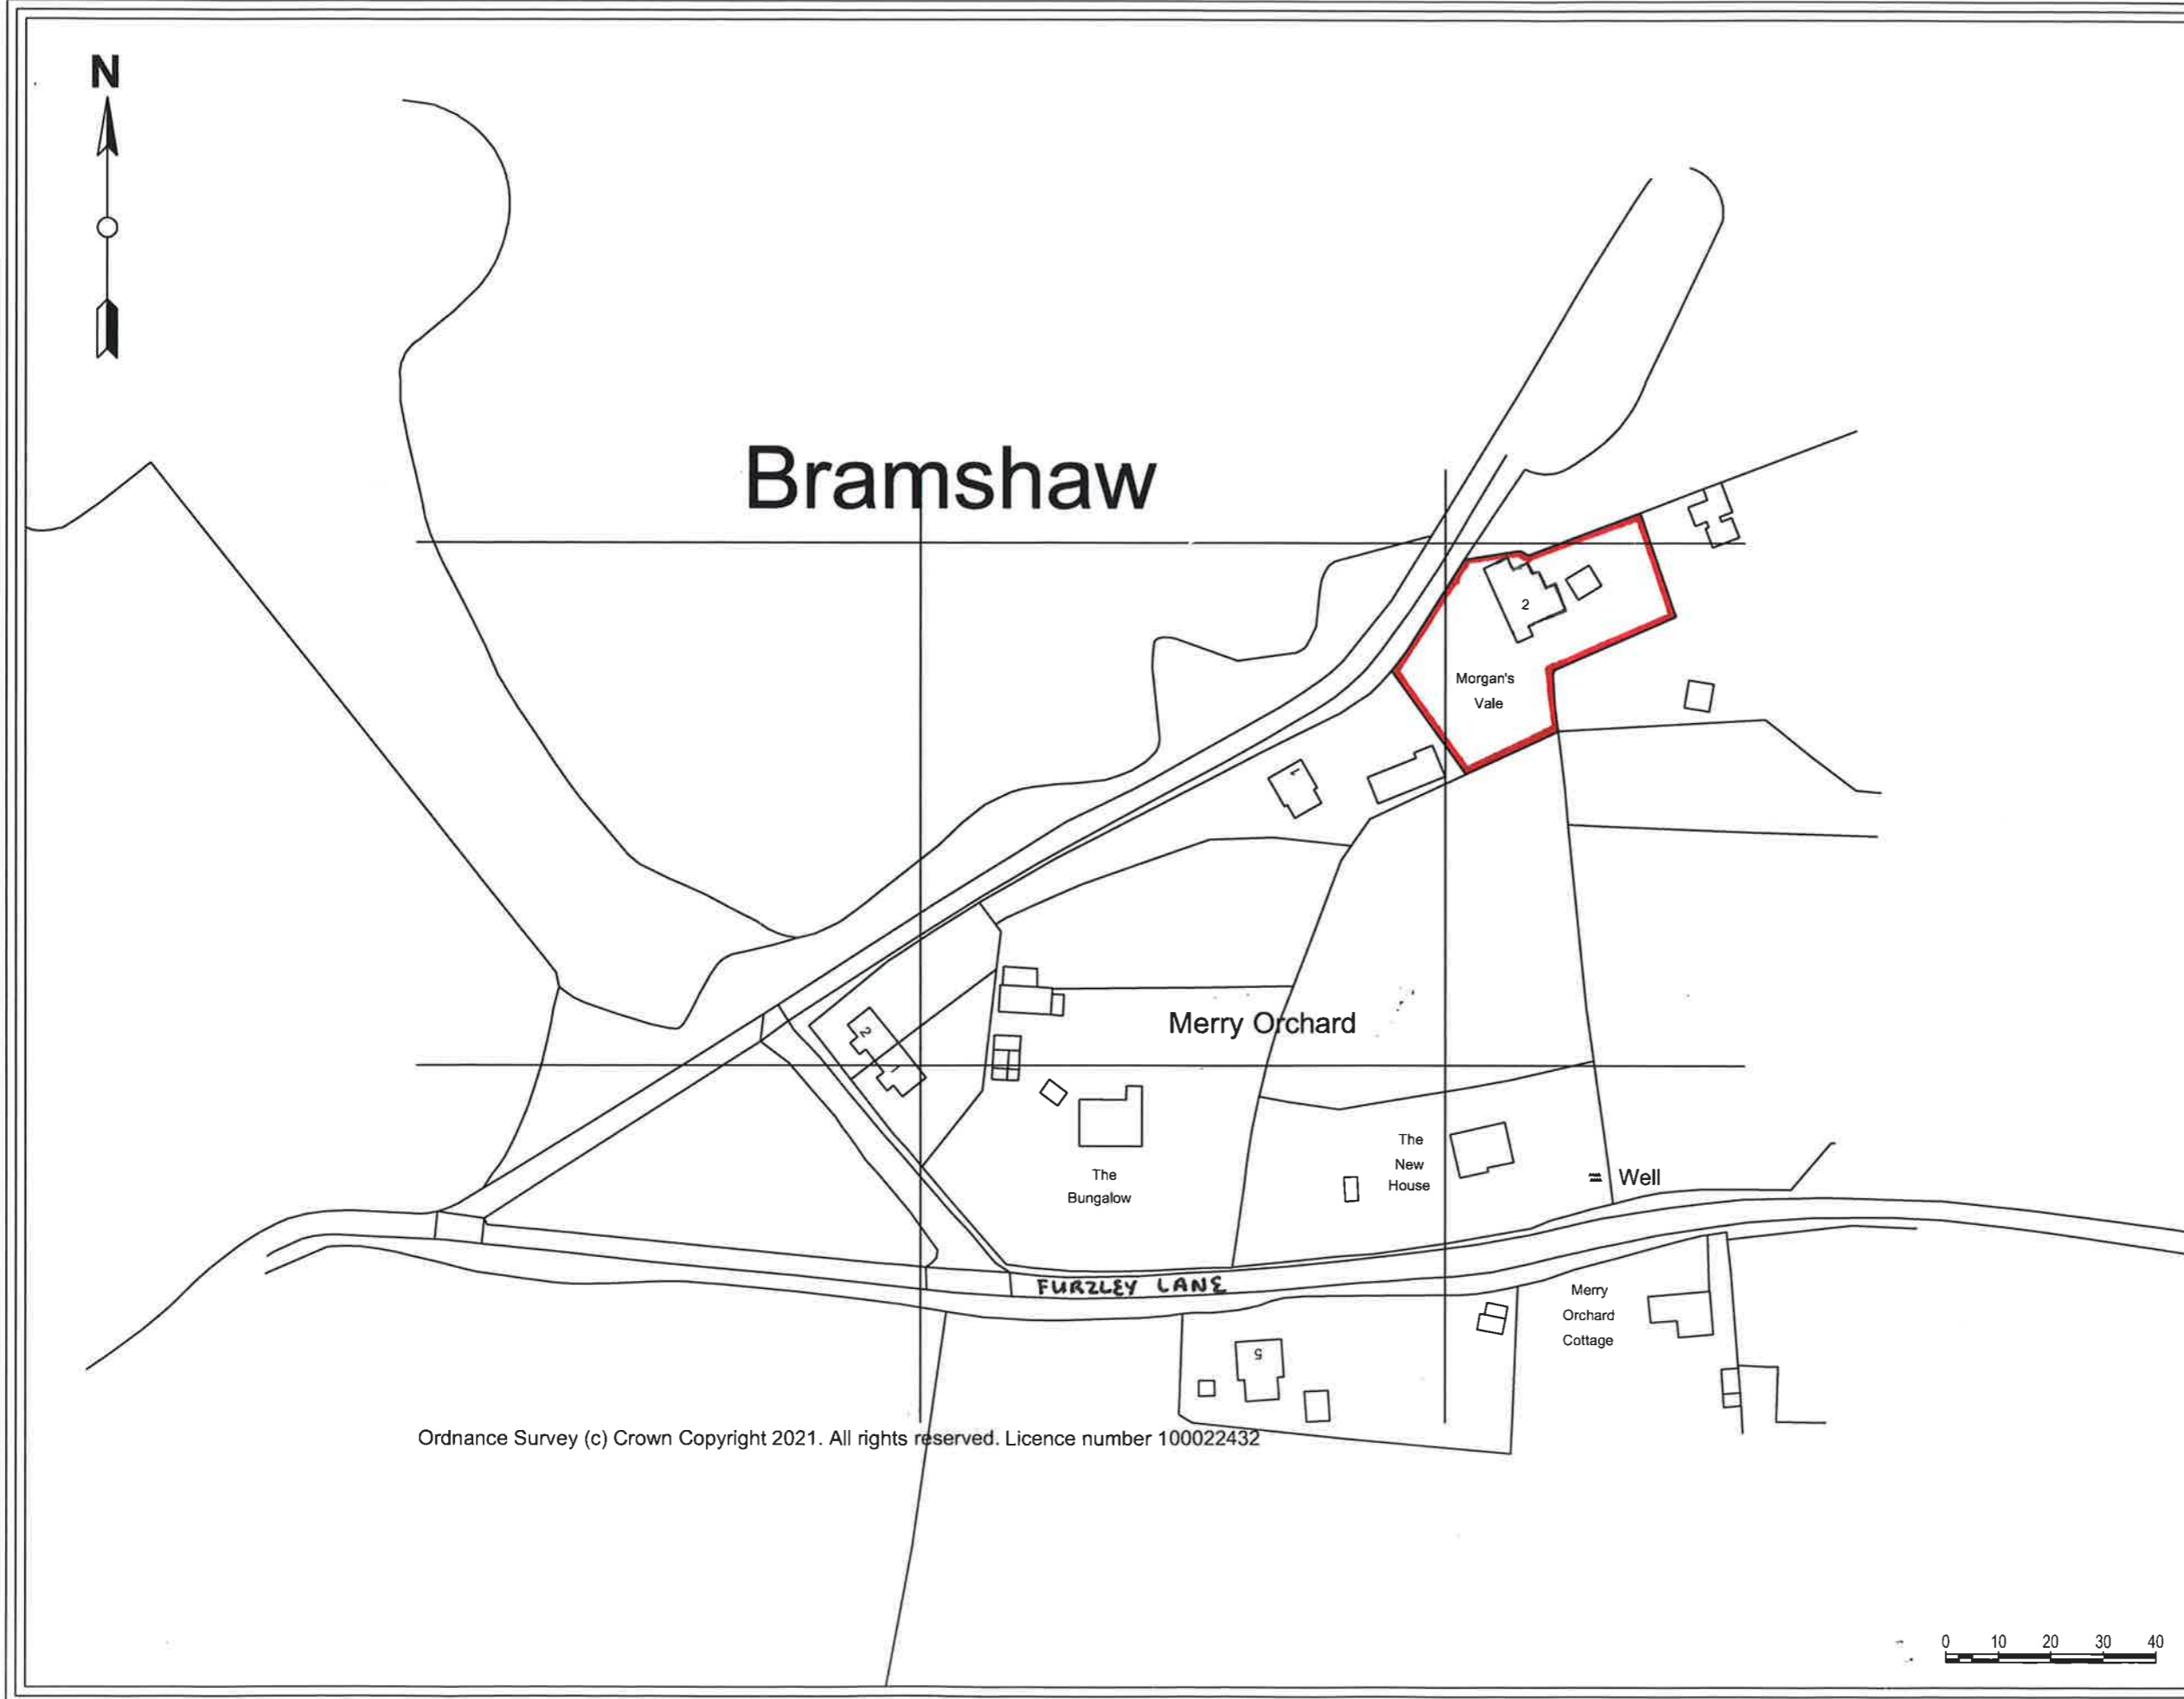 N
Bramshaw
2
Morgan's
Vale
1
Merry Orchard
2
1
The
New
House
Well
The
Bungalow
FURZLEY LANE
Merry
Orchard
Cottage
5
Ordnance Survey (c) Crown Copyright 2021. All rights reserved. Licence number 100022432
0 10 20 30 40